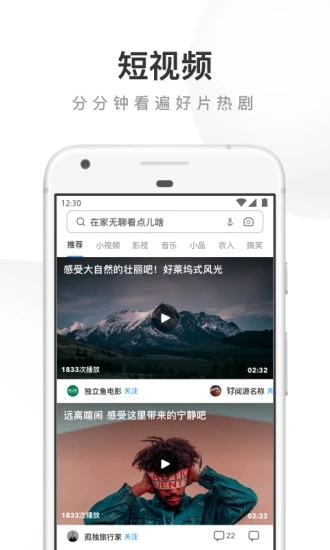 短视频
分分钟看遍好片热剧
12:30
在家无聊看点儿啥
推荐 小视频 影视 音乐 小品 农人 搞笑
感受大自然的壮丽吧！好莱坞式风光
1833次播放 02:32
独立鱼电影 关注 订阅源名称 关注
远离喧闹 感受这里带来的宁静吧
1833次播放 02:32
孤独旅行家 关注 22